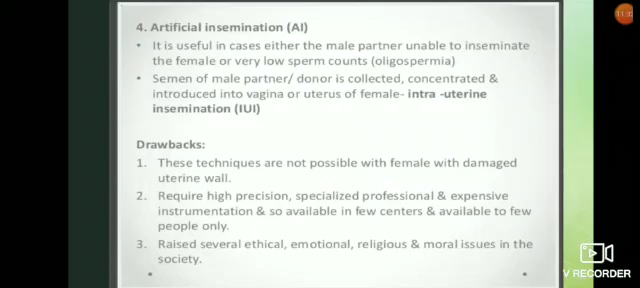 4. Artificial insemination (AI)
• It is useful in cases either the male partner unable to inseminate
the female or very low sperm counts (oligospermia)
• Semen of male partner/ donor is collected, concentrated &
introduced into vagina or uterus of female- intra -uterine
insemination (IUI)
Drawbacks:
1. These techniques are not possible with female with damaged
uterine wall.
2. Require high precision, specialized professional & expensive
instrumentation & so available in few centers & available to few
people only.
3. Raised several ethical, emotional, religious & moral issues in the
society.
V RECORDER